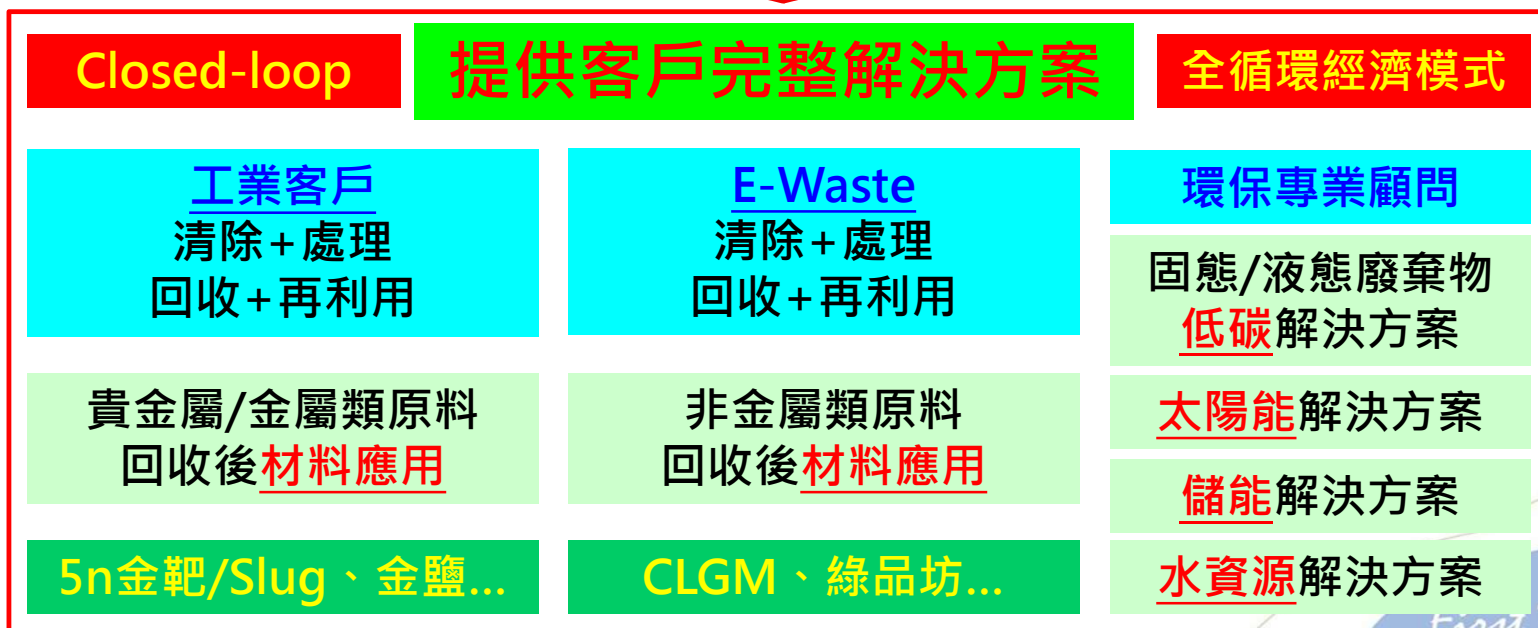 Closed-loop
提供客戶完整解決方案
全循環經濟模式
工業客戶
清除+處理
回收+再利用
E-Waste
清除+處理
回收+再利用
環保專業顧問
固態/液態廢棄物
低碳解決方案
貴金屬/金屬類原料
回收後材料應用
非金屬類原料
回收後材料應用
太陽能解決方案
儲能解決方案
5n金靶/Slug、金鹽...
CLGM、綠品坊...
水資源解決方案
First